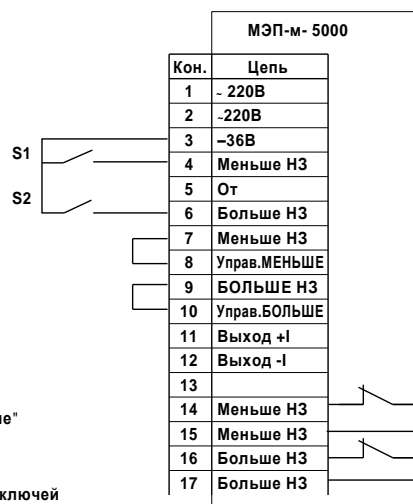 МЭП-м- 5000
Кон. Цепь
1 ~ 220В
2 ~220В
3 –36В
S1
4 Меньше НЗ
5 От
S2
6 Больше НЗ
7 Меньше НЗ
8 Управ.МЕНЬШЕ
9 БОЛЬШЕ НЗ
10 Управ.БОЛЬШЕ
11 Выход +I
12 Выход -I
13
14 Меньше НЗ
ие"
15 Меньше НЗ
16 Больше НЗ
17 Больше НЗ
ключей